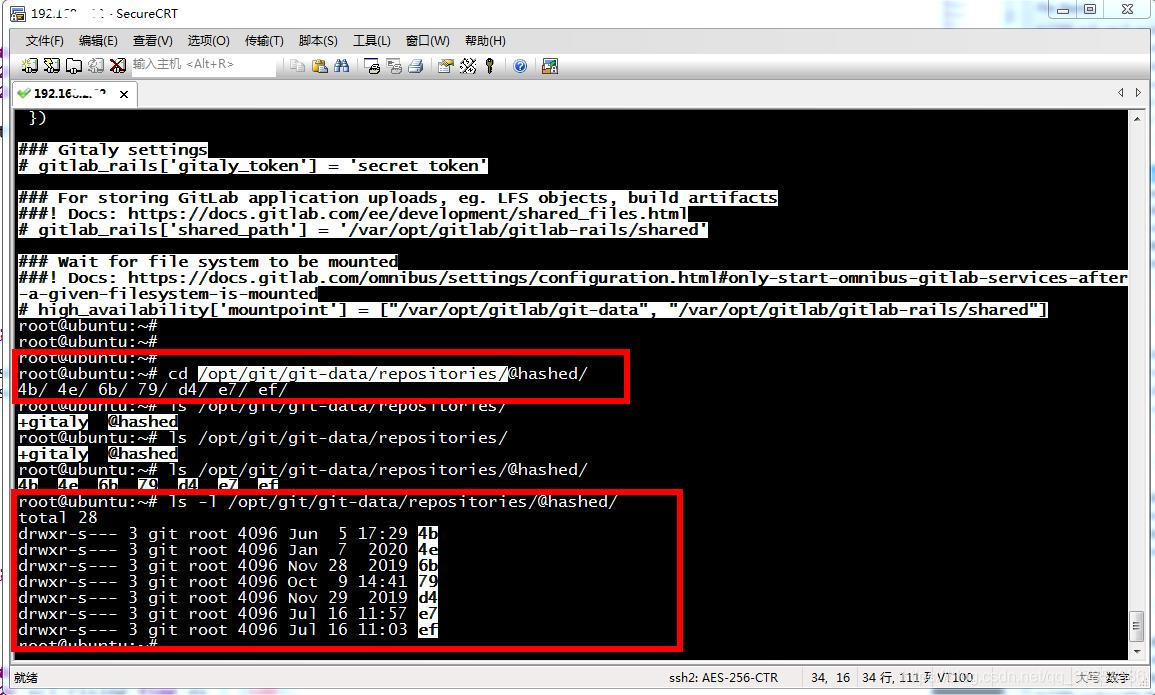 192.1 - SecureCRT
文件(F) 编辑(E) 查看(V) 选项(O) 传输(T) 脚本(S) 工具(L) 窗口(W) 帮助(H)
输入主机 <Alt+R>
})
### Gitaly settings
# gitlab_rails['gitaly_token'] = 'secret token'
### For storing GitLab application uploads, eg. LFS objects, build artifacts
###! Docs: https://docs.gitlab.com/ee/development/shared_files.html
# gitlab_rails['shared_path'] = '/var/opt/gitlab/gitlab-rails/shared'
### Wait for file system to be mounted
###! Docs: https://docs.gitlab.com/omnibus/settings/configuration.html#only-start-omnibus-gitlab-services-after
-a-given-filesystem-is-mounted
# high_availability['mountpoint'] = ["/var/opt/gitlab/git-data", "/var/opt/gitlab/gitlab-rails/shared"]
root@ubuntu:~#
root@ubuntu:~#
root@ubuntu:~#
root@ubuntu:~# cd /opt/git/git-data/repositories/@hashed/
4b/ 4e/ 6b/ 79/ d4/ e7/ ef/
root@ubuntu:~# ls /opt/git/git-data/repositories/
+gitaly @hashed
root@ubuntu:~# ls /opt/git/git-data/repositories/
+gitaly @hashed
root@ubuntu:~# ls /opt/git/git-data/repositories/@hashed/
4b 4e 6b 79 d4 e7 ef
root@ubuntu:~# ls -l /opt/git/git-data/repositories/@hashed/
total 28
drwxr-s--- 3 git root 4096 Jun 5 17:29 4b
drwxr-s--- 3 git root 4096 Jan 7 2020 4e
drwxr-s--- 3 git root 4096 Nov 28 2019 6b
drwxr-s--- 3 git root 4096 Oct 9 14:41 79
drwxr-s--- 3 git root 4096 Nov 29 2019 d4
drwxr-s--- 3 git root 4096 Jul 16 11:57 e7
drwxr-s--- 3 git root 4096 Jul 16 11:03 ef
root@ubuntu:~#
就绪 ssh2: AES-256-CTR 34, 16 34 行, 111 列 VT100 大写 数字